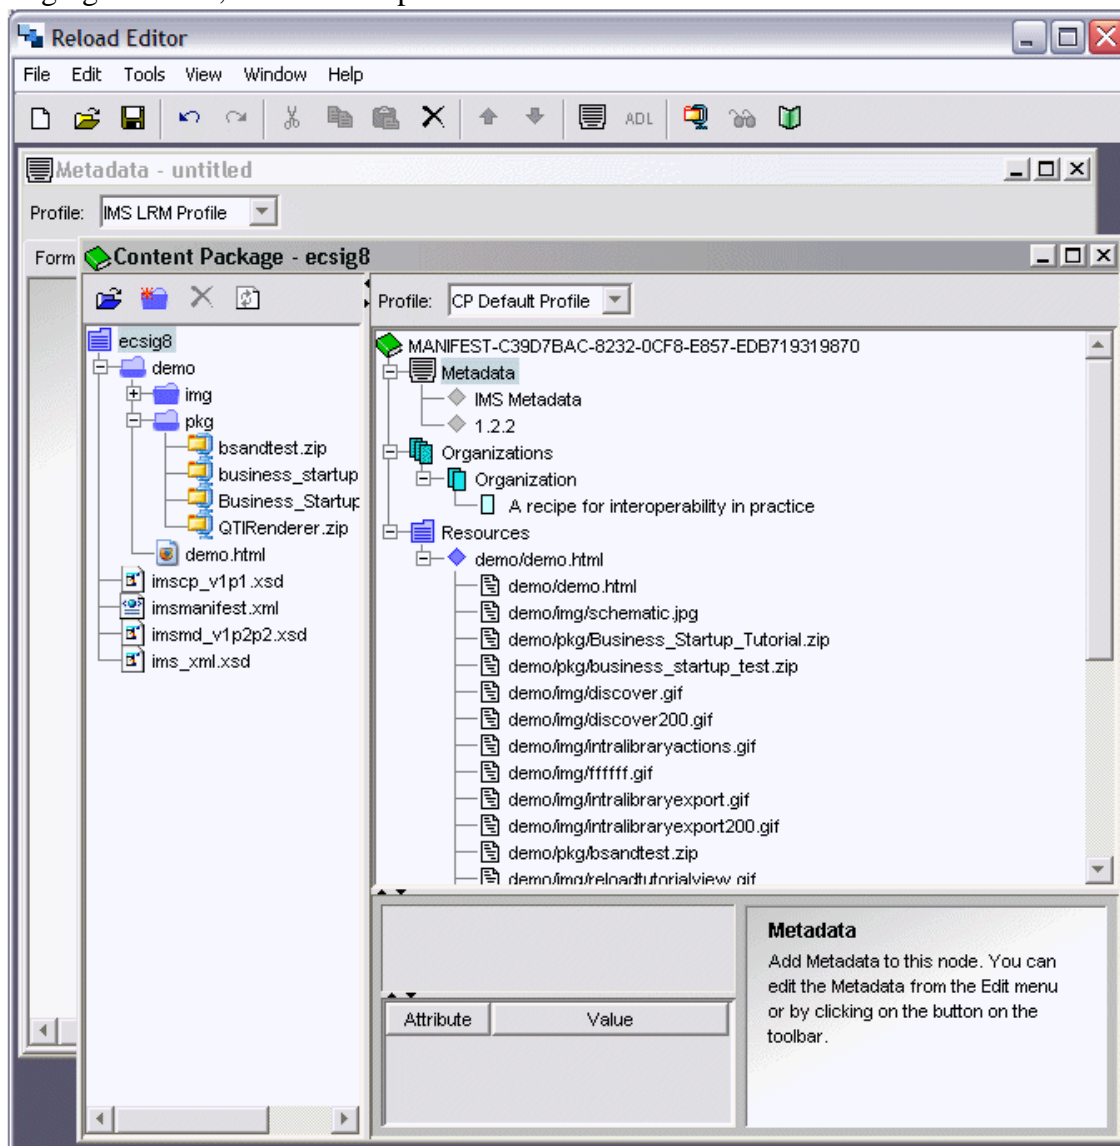 Reload Editor
File Edit Tools View Window Help
ADL
Metadata - untitled
Profile: IMS LRM Profile
Form
Content Package - ecsig8
Profile: CP Default Profile
ecsig8
demo
img
pkg
bsandtest.zip
business_startup
Business_Startup
QTIRenderer.zip
demo.html
imscp_v1p1.xsd
imsmanifest.xml
imsmd_v1p2p2.xsd
ims_xml.xsd
MANIFEST-C39D7BAC-8232-0CF8-E857-EDB719319870
Metadata
IMS Metadata
1.2.2
Organizations
Organization
A recipe for interoperability in practice
Resources
demo/demo.html
demo/demo.html
demo/img/schematic.jpg
demo/pkg/Business_Startup_Tutorial.zip
demo/pkg/business_startup_test.zip
demo/img/discover.gif
demo/img/discover200.gif
demo/img/intralibraryactions.gif
demo/img/ffffff.gif
demo/img/intralibraryexport.gif
demo/img/intralibraryexport200.gif
demo/pkg/bsandtest.zip
demo/img/reloadtutorialview.gif
Attribute Value
Metadata
Add Metadata to this node. You can
edit the Metadata from the Edit menu
or by clicking on the button on the
toolbar.